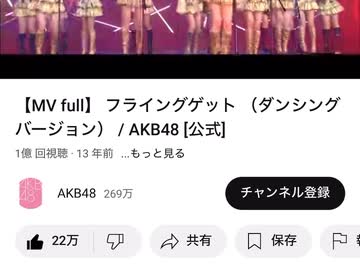 【MV full】 フライングゲット （ダンシング
バージョン） / AKB48 [公式]
1億 回視聴・13 年前 ...もっと見る
AKB
48
AKB48 269万 チャンネル登録
22万 共有 保存